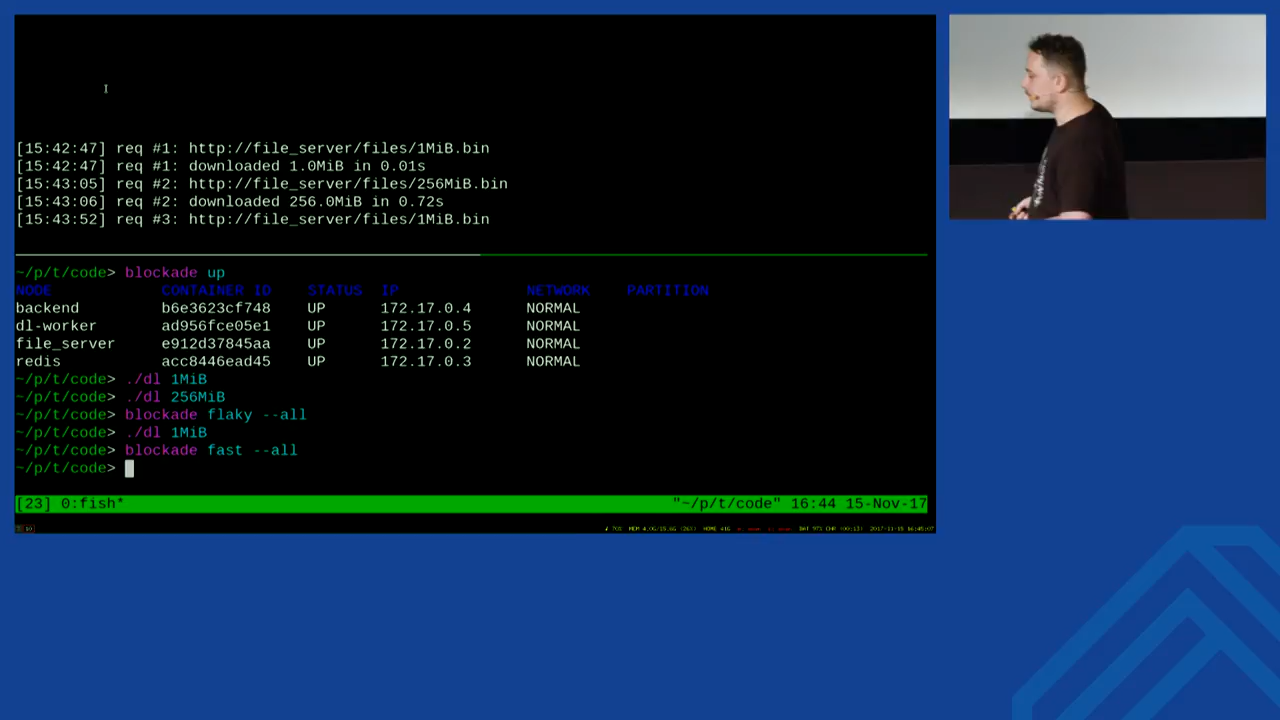 [15:42:47] req #1: http://file_server/files/1MiB.bin
[15:42:47] req #1: downloaded 1.0MiB in 0.01s
[15:43:05] req #2: http://file_server/files/256MiB.bin
[15:43:06] req #2: downloaded 256.0MiB in 0.72s
[15:43:52] req #3: http://file_server/files/1MiB.bin
~/p/t/code> blockade up
NODE CONTAINER ID STATUS IP NETWORK PARTITION
backend b6e3623cf748 UP 172.17.0.4 NORMAL
dl-worker ad956fce05e1 UP 172.17.0.5 NORMAL
file_server e912d37845aa UP 172.17.0.2 NORMAL
redis acc8446ead45 UP 172.17.0.3 NORMAL
~/p/t/code> ./dl 1MiB
~/p/t/code> ./dl 256MiB
~/p/t/code> blockade flaky --all
~/p/t/code> ./dl 1MiB
~/p/t/code> blockade fast --all
~/p/t/code>
[23] 0:fish* "~/p/t/code" 16:44 15-Nov-17